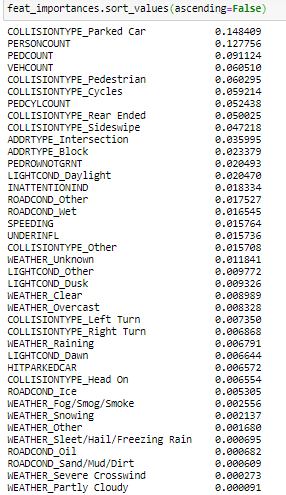 feat_importances.sort_values(ascending=False)
COLLISIONTYPE_Parked Car 0.148409
PERSONCOUNT 0.127756
PEDCOUNT 0.091124
VEHCOUNT 0.060510
COLLISIONTYPE_Pedestrian 0.060295
COLLISIONTYPE_Cycles 0.059214
PEDCYLCOUNT 0.052438
COLLISIONTYPE_Rear Ended 0.050025
COLLISIONTYPE_Sideswipe 0.047218
ADDRTYPE_Intersection 0.035995
ADDRTYPE_Block 0.023379
PEDROWNOTGRNT 0.020493
LIGHTCOND_Daylight 0.020470
INATTENTIONIND 0.018334
ROADCOND_Other 0.017527
ROADCOND_Wet 0.016545
SPEEDING 0.015764
UNDERINFL 0.015736
COLLISIONTYPE_Other 0.015708
WEATHER_Unknown 0.011841
LIGHTCOND_Other 0.009772
LIGHTCOND_Dusk 0.009326
WEATHER_Clear 0.008989
WEATHER_Overcast 0.008328
COLLISIONTYPE_Left Turn 0.007350
COLLISIONTYPE_Right Turn 0.006868
WEATHER_Raining 0.006791
LIGHTCOND_Dawn 0.006644
HITPARKEDCAR 0.006572
COLLISIONTYPE_Head On 0.006554
ROADCOND_Ice 0.005305
WEATHER_Fog/Smog/Smoke 0.002556
WEATHER_Snowing 0.002137
WEATHER_Other 0.001680
WEATHER_Sleet/Hail/Freezing Rain 0.000695
ROADCOND_Oil 0.000682
ROADCOND_Sand/Mud/Dirt 0.000609
WEATHER_Severe Crosswind 0.000273
WEATHER_Partly Cloudy 0.000091